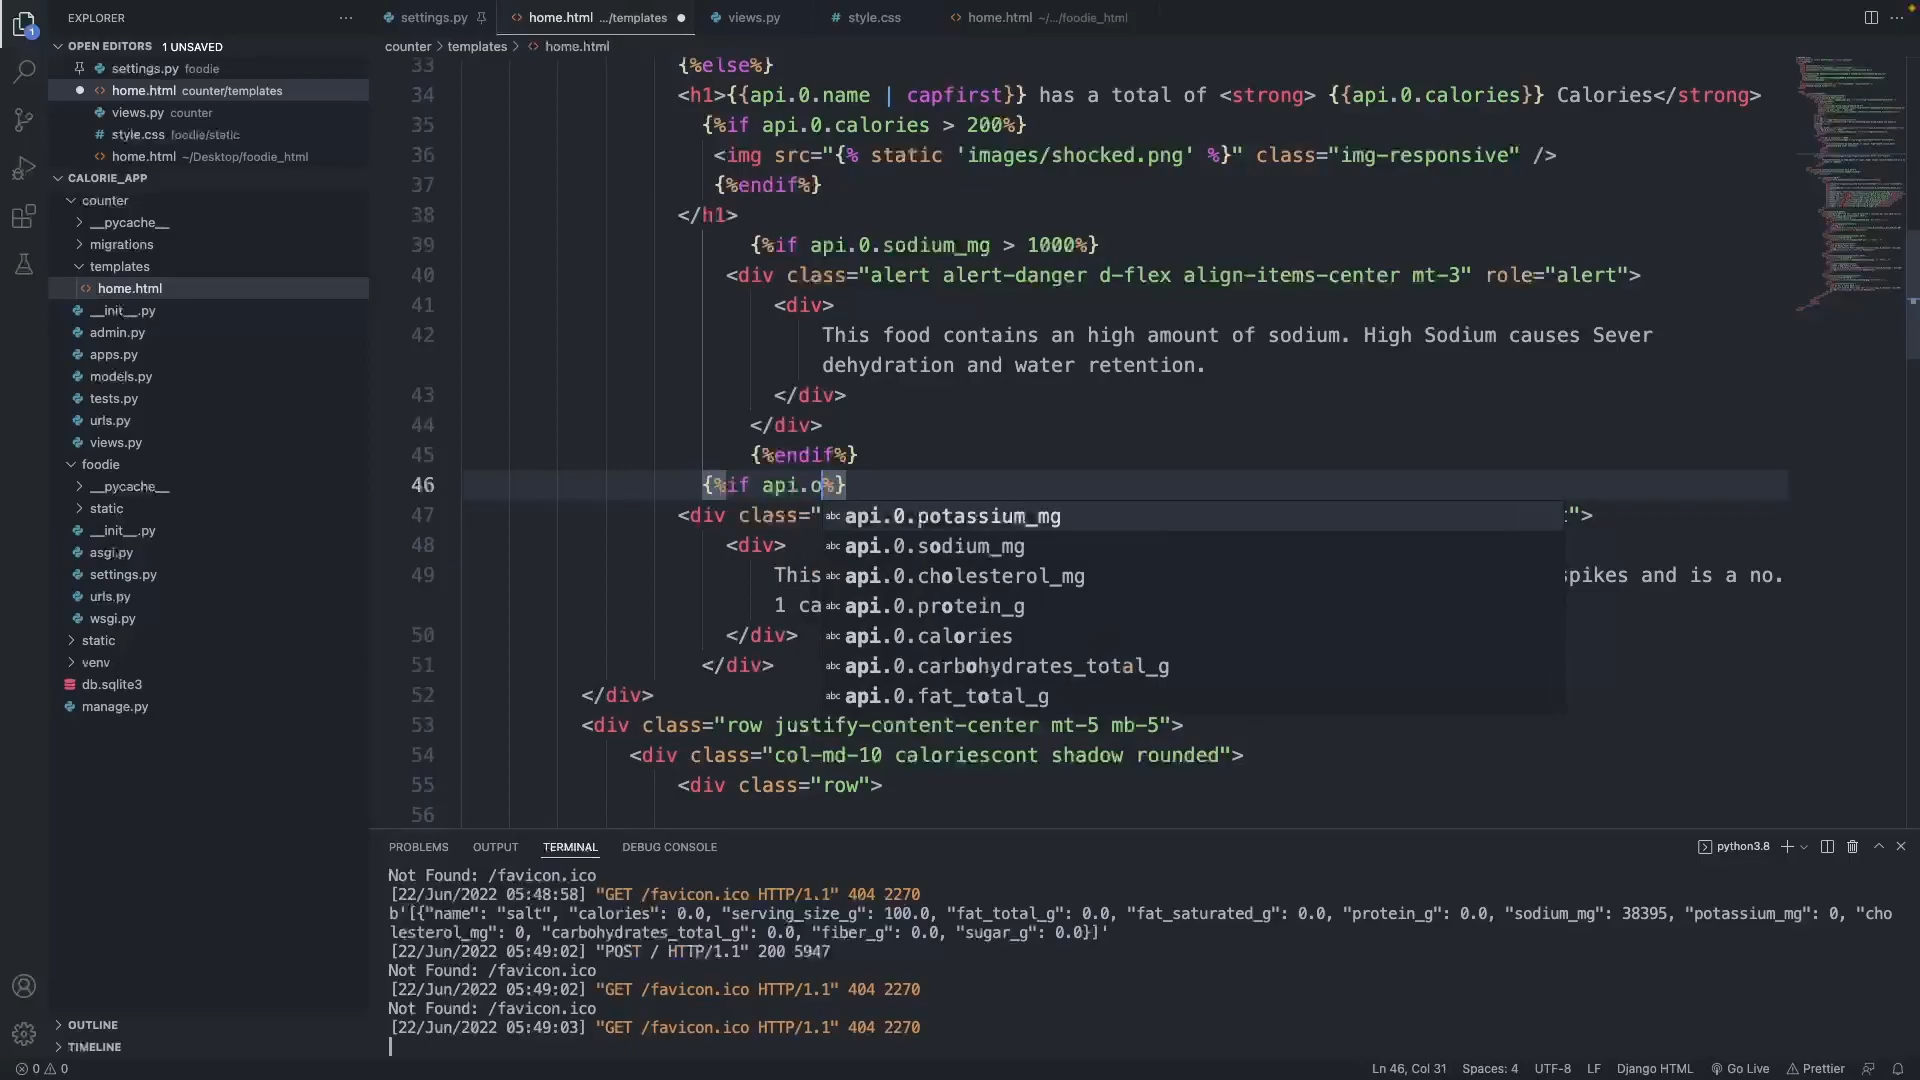 1
EXPLORER
settings.py
home.html .../templates
views.py
# style.css
home.html ~/.../foodie_html
OPEN EDITORS 1 UNSAVED
settings.py foodie
home.html counter/templates
views.py counter
# style.css foodie/static
home.html ~/Desktop/foodie_html
CALORIE_APP
counter
__pycache__
migrations
templates
home.html
__init__.py
admin.py
apps.py
models.py
tests.py
urls.py
views.py
foodie
__pycache__
static
__init__.py
asgi.py
settings.py
urls.py
wsgi.py
static
venv
db.sqlite3
manage.py
OUTLINE
TIMELINE
counter > templates > <> home.html
33 {%else%}
34 <h1>{{api.0.name | capfirst}} has a total of <strong> {{api.0.calories}} Calories</strong>
35 {%if api.0.calories > 200%}
36 <img src="{% static 'images/shocked.png' %}" class="img-responsive" />
37 {%endif%}
38 </h1>
39 {%if api.0.sodium_mg > 1000%}
40 <div class="alert alert-danger d-flex align-items-center mt-3" role="alert">
41 <div>
42 This food contains an high amount of sodium. High Sodium causes Sever
dehydration and water retention.
43 </div>
44 </div>
45 {%endif%}
46 {%if api.o%}
47 <div class=" ">
48 <div>
49 This spikes and is a no.
1 ca
50 </div>
51 </div>
52 </div>
53 <div class="row justify-content-center mt-5 mb-5">
54 <div class="col-md-10 caloriescont shadow rounded">
55 <div class="row">
56
abc api.0.potassium_mg
abc api.0.sodium_mg
abc api.0.cholesterol_mg
abc api.0.protein_g
abc api.0.calories
abc api.0.carbohydrates_total_g
abc api.0.fat_total_g
PROBLEMS OUTPUT TERMINAL DEBUG CONSOLE
python3.8
Not Found: /favicon.ico
[22/Jun/2022 05:48:58] "GET /favicon.ico HTTP/1.1" 404 2270
b'[{"name": "salt", "calories": 0.0, "serving_size_g": 100.0, "fat_total_g": 0.0, "fat_saturated_g": 0.0, "protein_g": 0.0, "sodium_mg": 38395, "potassium_mg": 0, "cho
lesterol_mg": 0, "carbohydrates_total_g": 0.0, "fiber_g": 0.0, "sugar_g": 0.0}]'
[22/Jun/2022 05:49:02] "POST / HTTP/1.1" 200 5947
Not Found: /favicon.ico
[22/Jun/2022 05:49:02] "GET /favicon.ico HTTP/1.1" 404 2270
Not Found: /favicon.ico
[22/Jun/2022 05:49:03] "GET /favicon.ico HTTP/1.1" 404 2270
0 0
Ln 46, Col 31 Spaces: 4 UTF-8 LF Django HTML Go Live Prettier